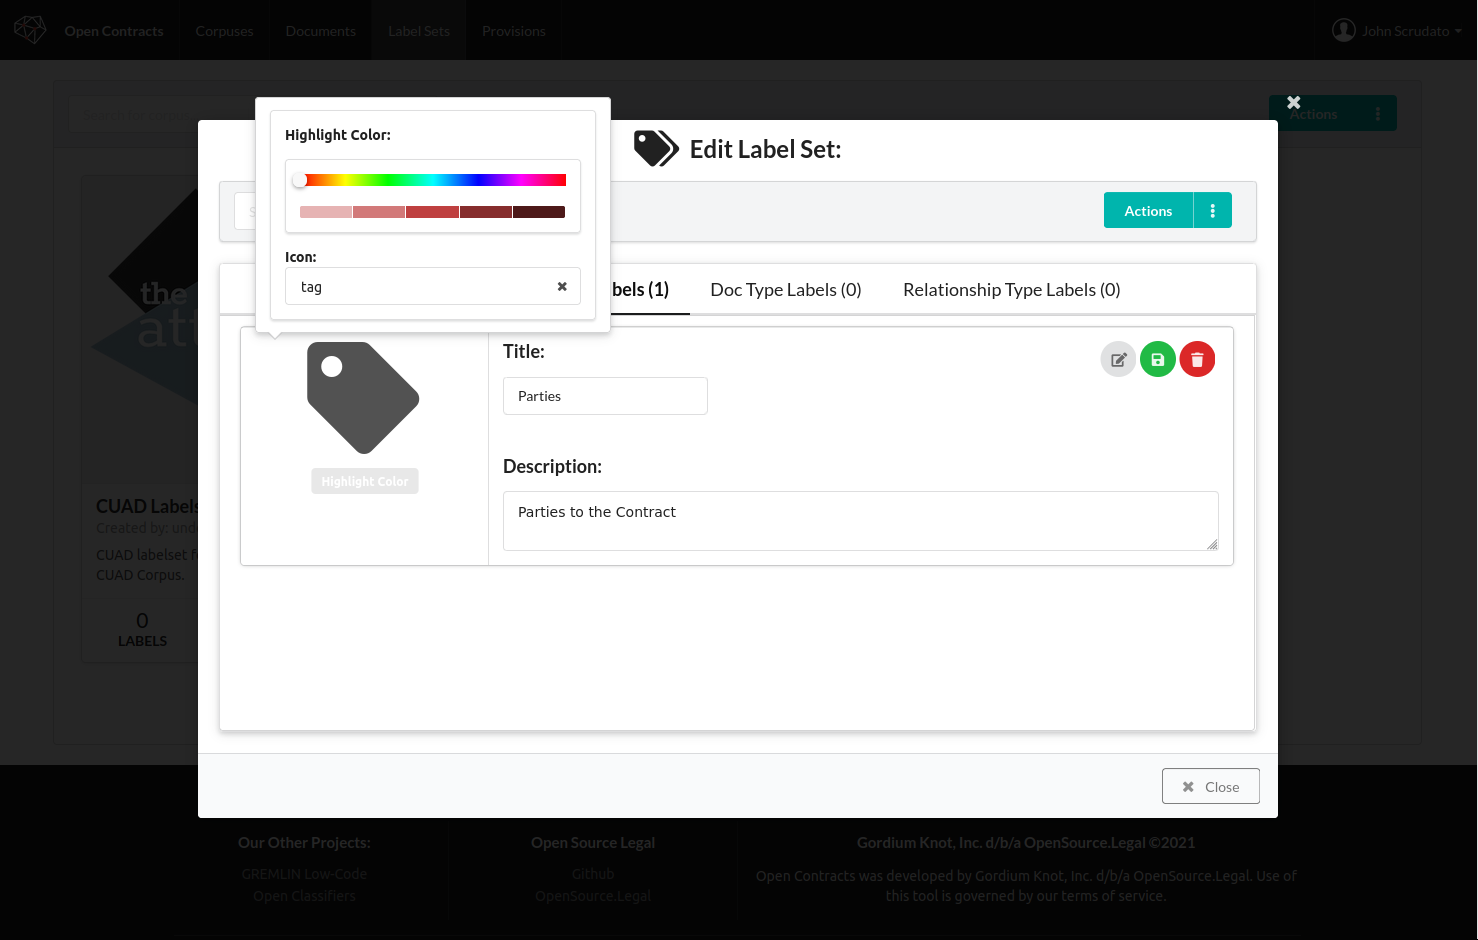 Open Contracts
Corpuses
Documents
Label Sets
Provisions
John Scrudato
Actions
Highlight Color:
Icon:
tag
Edit Label Set:
Actions
bels (1)
Doc Type Labels (0)
Relationship Type Labels (0)
Title:
Parties
Highlight Color
Description:
Parties to the Contract
the
att
CUAD Labels
Created by: und
CUAD labelset f
CUAD Corpus.
0
LABELS
Close
Our Other Projects:
GREMLIN Low-Code
Open Classifiers
Open Source Legal
Github
OpenSource.Legal
Gordium Knot, Inc. d/b/a OpenSource.Legal ©2021
Open Contracts was developed by Gordium Knot, Inc. d/b/a OpenSource.Legal. Use of
this tool is governed by our terms of service.